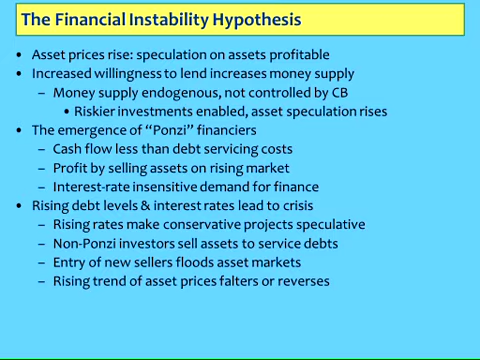 The Financial Instability Hypothesis
• Asset prices rise: speculation on assets profitable
• Increased willingness to lend increases money supply
– Money supply endogenous, not controlled by CB
• Riskier investments enabled, asset speculation rises
• The emergence of “Ponzi” financiers
– Cash flow less than debt servicing costs
– Profit by selling assets on rising market
– Interest-rate insensitive demand for finance
• Rising debt levels & interest rates lead to crisis
– Rising rates make conservative projects speculative
– Non-Ponzi investors sell assets to service debts
– Entry of new sellers floods asset markets
– Rising trend of asset prices falters or reverses